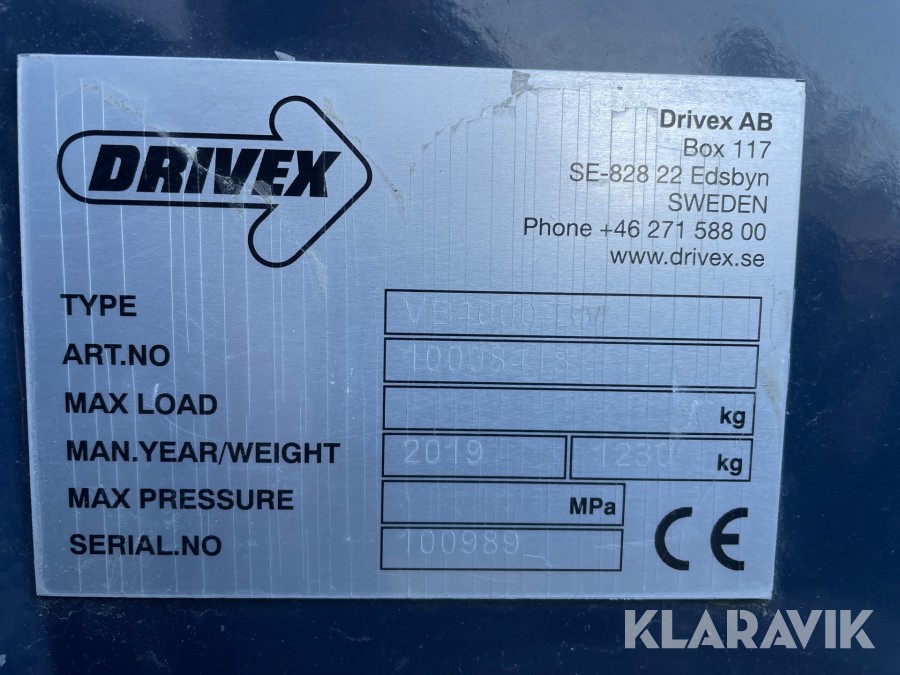 DRIVEX
Drivex AB
Box 117
SE-828 22 Edsbyn
SWEDEN
Phone +46 271 588 00
www.drivex.se
TYPE
ART.NO
MAX LOAD kg
MAN.YEAR/WEIGHT 2019 1230 kg
MAX PRESSURE MPa
SERIAL.NO 100989
CE
KLARAVIK